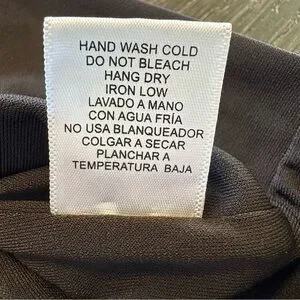 HAND WASH COLD
DO NOT BLEACH
HANG DRY
IRON LOW
LAVADO A MANO
CON AGUA FRÍA
NO USA BLANQUEADOR
COLGAR A SECAR
PLANCHAR A
TEMPERATURA BAJA